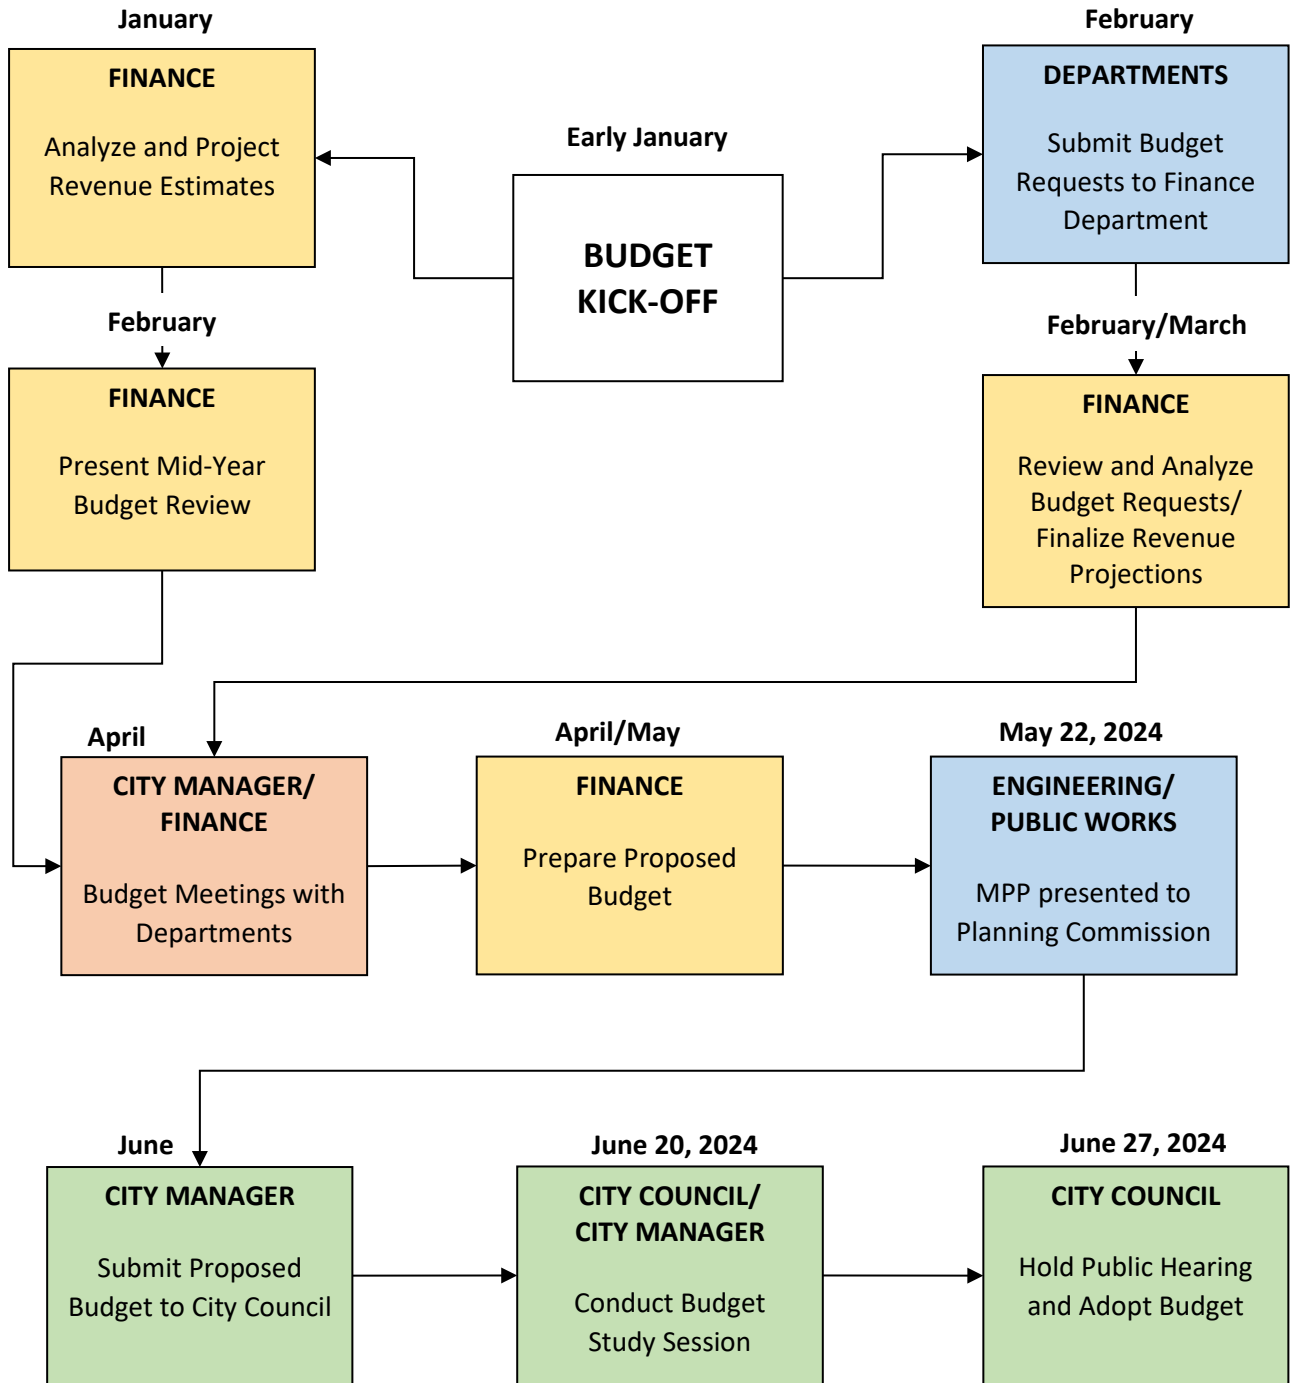 January
FINANCE
Analyze and Project
Revenue Estimates
Early January
BUDGET
KICK-OFF
February
DEPARTMENTS
Submit Budget
Requests to Finance
Department
February
FINANCE
Present Mid-Year
Budget Review
February/March
FINANCE
Review and Analyze
Budget Requests/
Finalize Revenue
Projections
April
CITY MANAGER/
FINANCE
Budget Meetings with
Departments
April/May
FINANCE
Prepare Proposed
Budget
May 22, 2024
ENGINEERING/
PUBLIC WORKS
MPP presented to
Planning Commission
June
CITY MANAGER
Submit Proposed
Budget to City Council
June 20, 2024
CITY COUNCIL/
CITY MANAGER
Conduct Budget
Study Session
June 27, 2024
CITY COUNCIL
Hold Public Hearing
and Adopt Budget